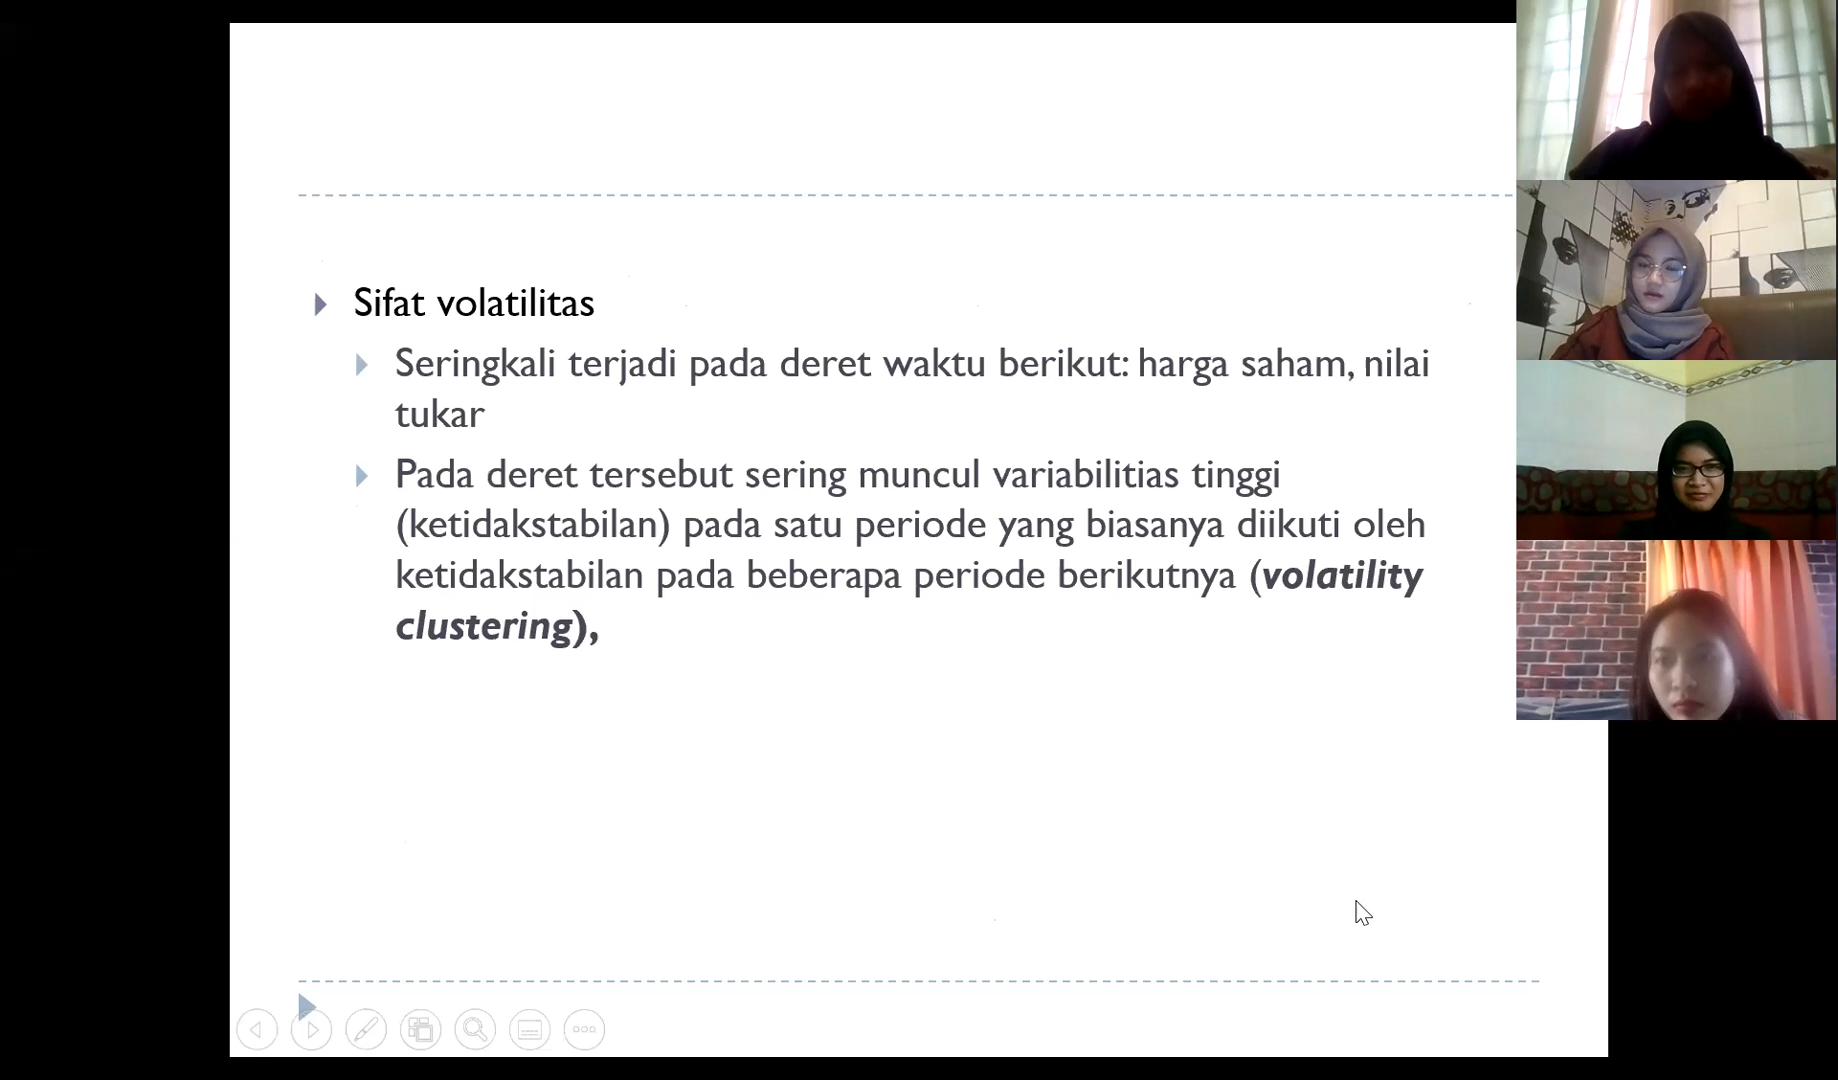 Sifat volatilitas
Seringkali terjadi pada deret waktu berikut: harga saham, nilai
tukar
Pada deret tersebut sering muncul variabilitias tinggi
(ketidakstabilan) pada satu periode yang biasanya diikuti oleh
ketidakstabilan pada beberapa periode berikutnya (volatility
clustering),